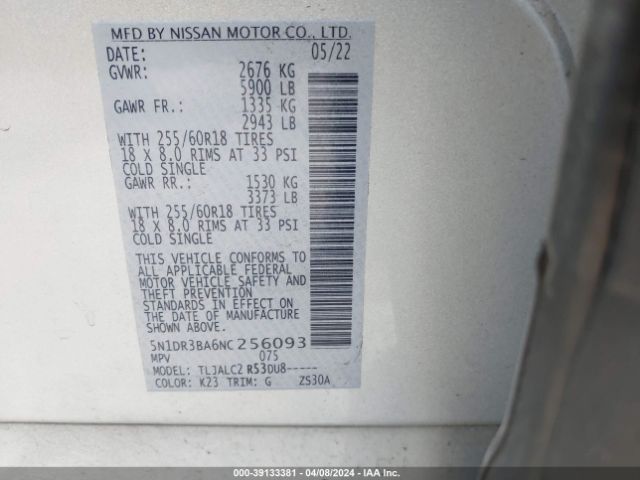 MFD BY NISSAN MOTOR CO., LTD.
DATE: 05/22
GVWR: 2676 KG
5900 LB
GAWR FR.: 1335 KG
2943 LB
WITH 255/60R18 TIRES
18 X 8.0 RIMS AT 33 PSI
COLD SINGLE
GAWR RR.: 1530 KG
3373 LB
WITH 255/60R18 TIRES
18 X 8.0 RIMS AT 33 PSI
COLD SINGLE
THIS VEHICLE CONFORMS TO
ALL APPLICABLE FEDERAL
MOTOR VEHICLE SAFETY AND
THEFT PREVENTION
STANDARDS IN EFFECT ON
THE DATE OF MANUFACTURE
SHOWN ABOVE.
5N1DR3BA6NC256093
MPV 075
MODEL: TLJALC2 R53DU8-----
COLOR: K23 TRIM: G ZS30A
000-39133381 - 04/08/2024 - IAA Inc.